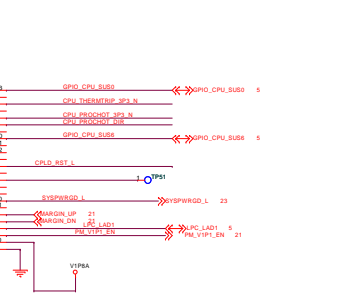 GPIO_CPU_SUS0 GPIO_CPU_SUS0 5
CPU_THERMTRIP_3P3_N
CPU_PROCHOT_3P3_N
CPU_PROCHOT_DIR
GPIO_CPU_SUS6 GPIO_CPU_SUS6 5
CPLD_RST_L
1 TP51
SYSPWRGD_L SYSPWRGD_L 23
MARGIN_UP 21
MARGIN_DN 21
LPC_LAD1 LPC_LAD1 5
PM_V1P1_EN PM_V1P1_EN 21
V1P8A